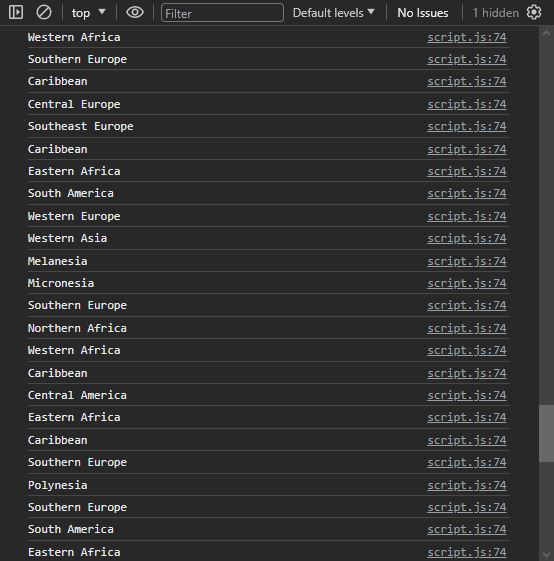 top Filter Default levels No Issues 1 hidden
Western Africa script.js:74
Southern Europe script.js:74
Caribbean script.js:74
Central Europe script.js:74
Southeast Europe script.js:74
Caribbean script.js:74
Eastern Africa script.js:74
South America script.js:74
Western Europe script.js:74
Western Asia script.js:74
Melanesia script.js:74
Micronesia script.js:74
Southern Europe script.js:74
Northern Africa script.js:74
Western Africa script.js:74
Caribbean script.js:74
Central America script.js:74
Eastern Africa script.js:74
Caribbean script.js:74
Southern Europe script.js:74
Polynesia script.js:74
Southern Europe script.js:74
South America script.js:74
Eastern Africa script.js:74